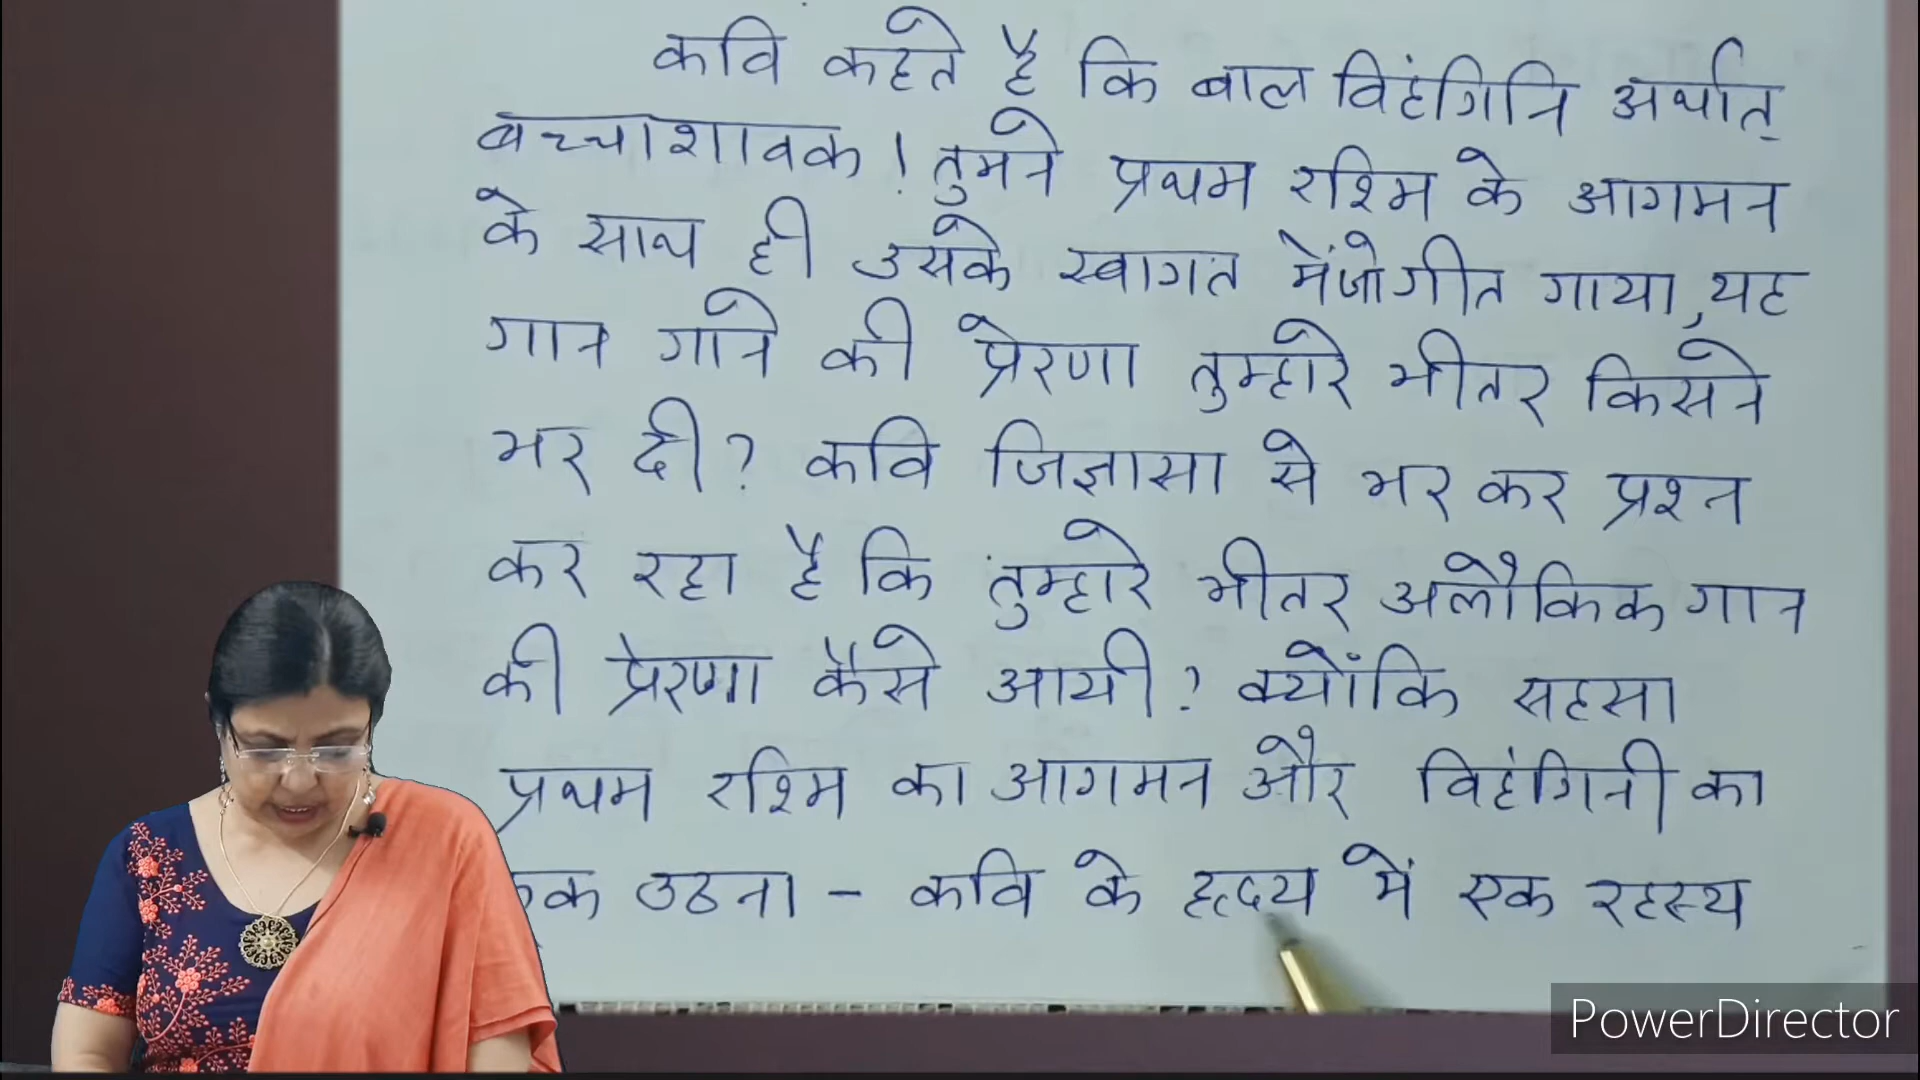 कवि कहते है कि बाल विहंगिनि अर्थात्
बच्चाशावक! तुमने प्रथम रश्मि के आगमन
के साथ ही उसके स्वागत में जो गीत गाया, यह
गान गाने की प्रेरणा तुम्हारे भीतर किसने
भर दी? कवि जिज्ञासा से भर कर प्रश्न
कर रहा है कि तुम्हारे भीतर अलौकिक गान
की प्रेरणा कैसे आयी? क्योंकि सहसा
प्रथम रश्मि का आगमन और विहंगिनी का
उठना - कवि के हृदय में एक रहस्य
PowerDirector